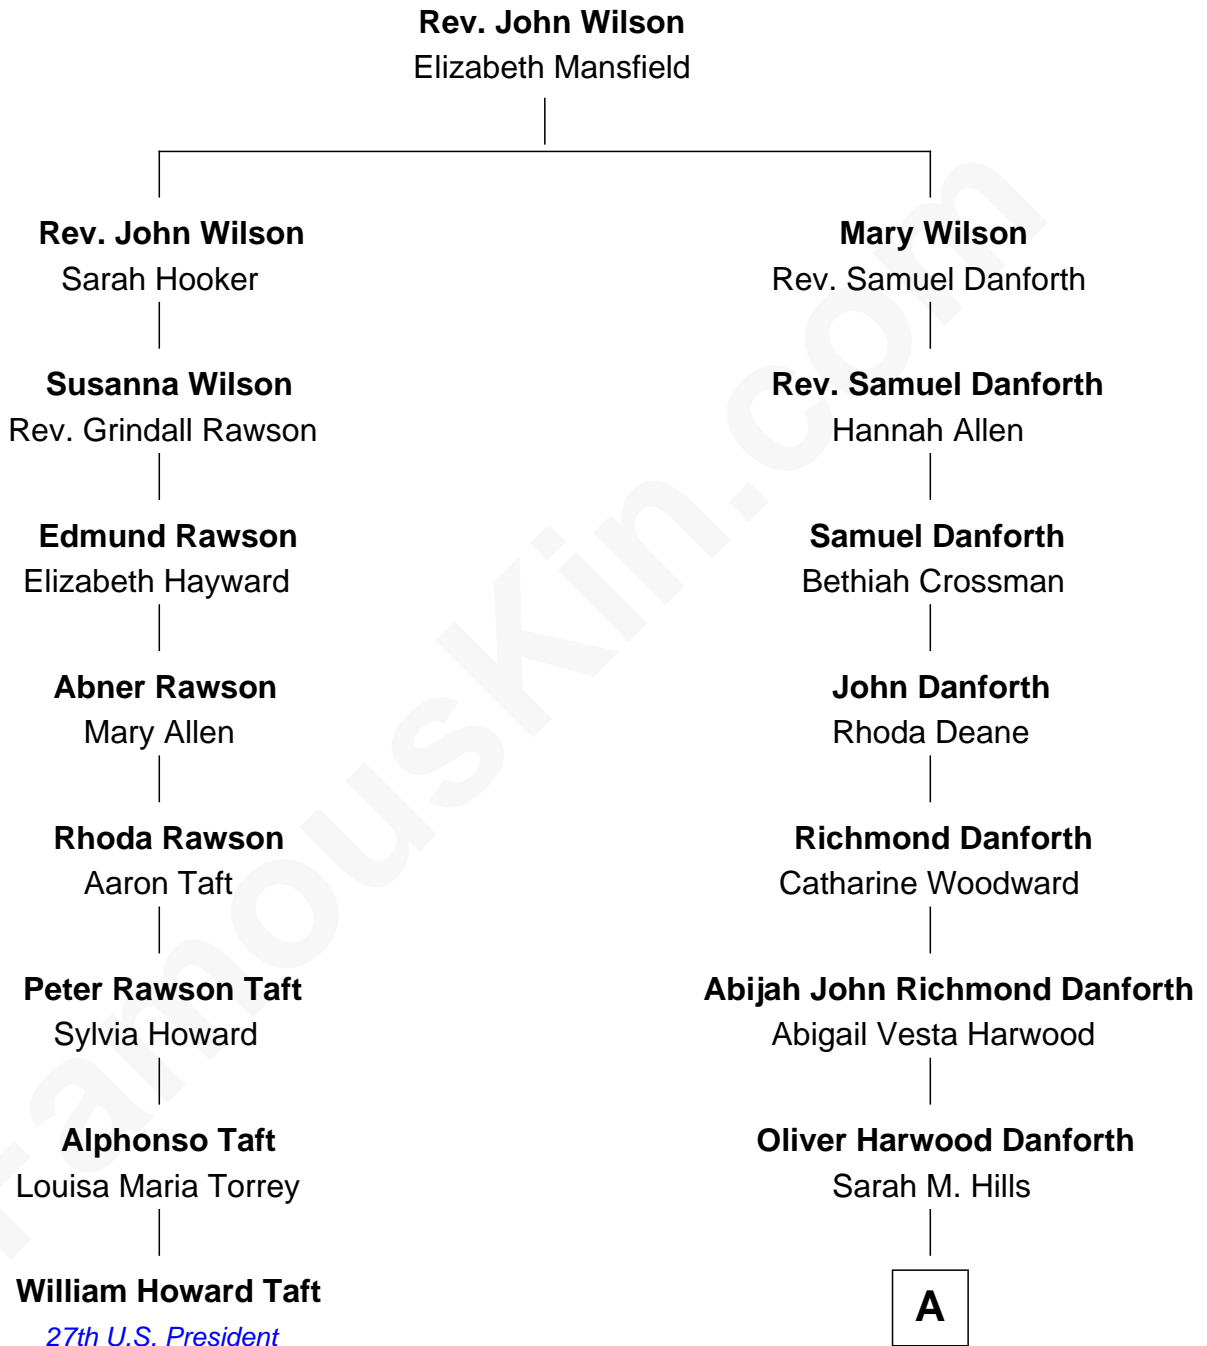 Rev. John Wilson
Elizabeth Mansfield
Rev. John Wilson
Sarah Hooker
Mary Wilson
Rev. Samuel Danforth
Susanna Wilson
Rev. Grindall Rawson
Rev. Samuel Danforth
Hannah Allen
Edmund Rawson
Elizabeth Hayward
Samuel Danforth
Bethiah Crossman
Abner Rawson
Mary Allen
John Danforth
Rhoda Deane
Rhoda Rawson
Aaron Taft
Richmond Danforth
Catharine Woodward
Peter Rawson Taft
Sylvia Howard
Abijah John Richmond Danforth
Abigail Vesta Harwood
Alphonso Taft
Louisa Maria Torrey
Oliver Harwood Danforth
Sarah M. Hills
William Howard Taft
27th U.S. President
A
FamousKin.com